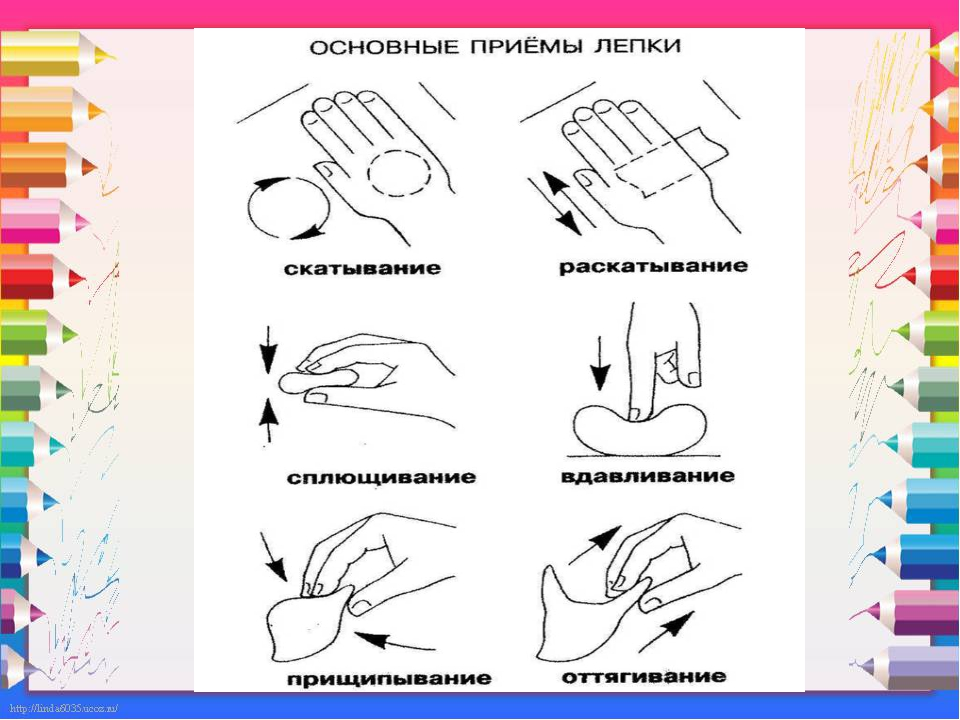 ОСНОВНЫЕ ПРИЁМЫ ЛЕПКИ
скатывание
раскатывание
сплющивание
вдавливание
прищипывание
оттягивание
http://linda6035.ucoz.ru/